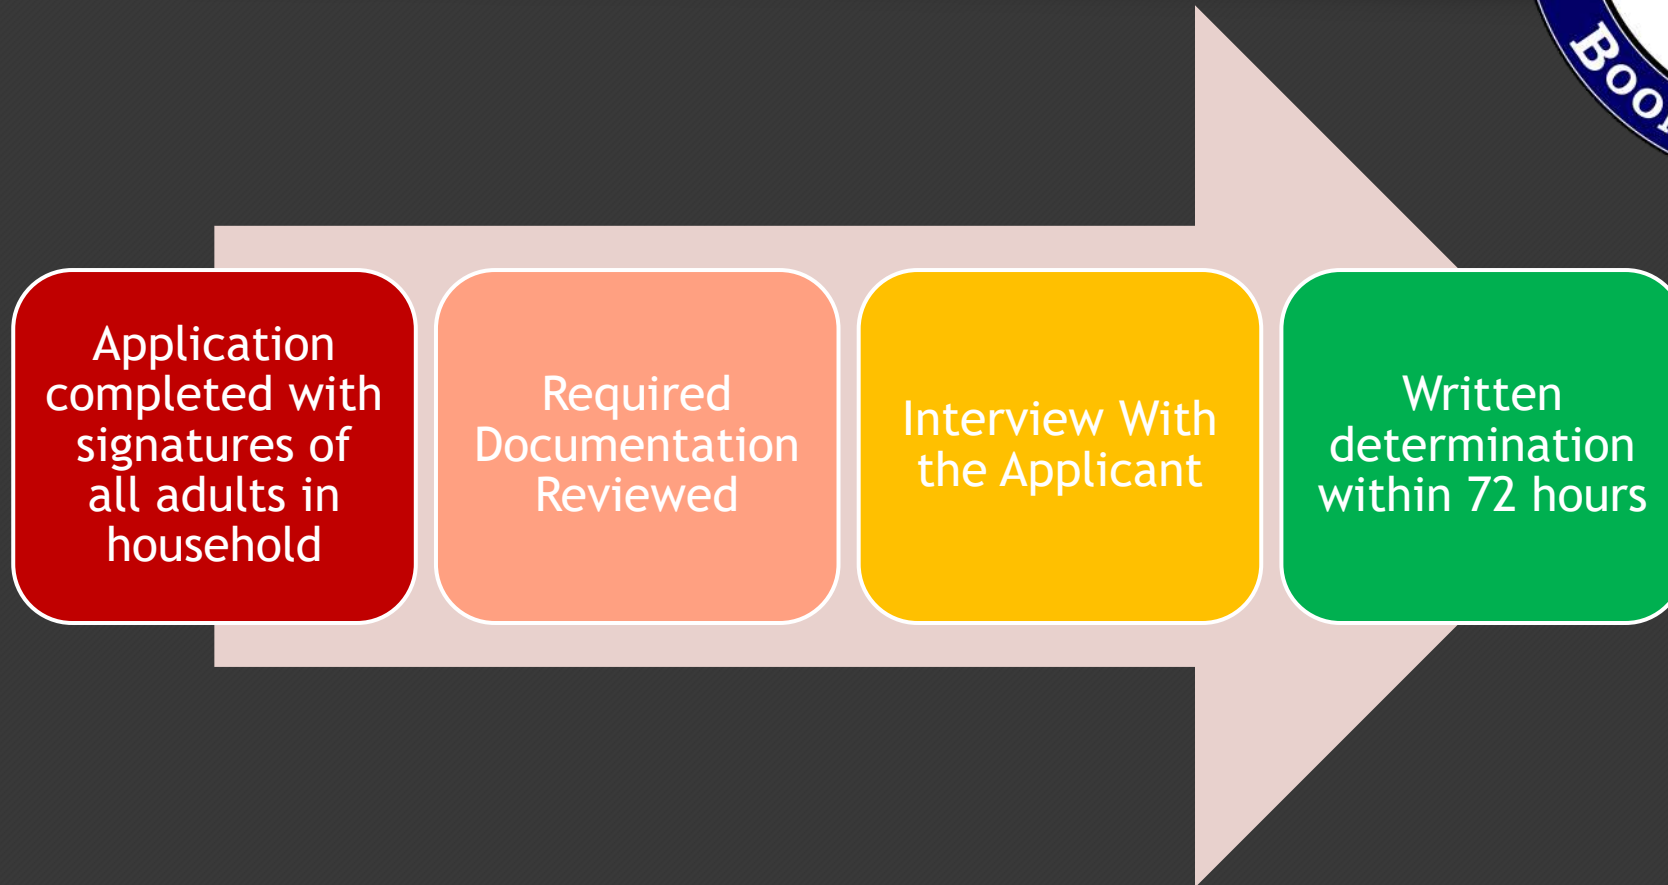 Application
completed with
signatures of
all adults in
household
Required
Documentation
Reviewed
Interview With
the Applicant
Written
determination
within 72 hours